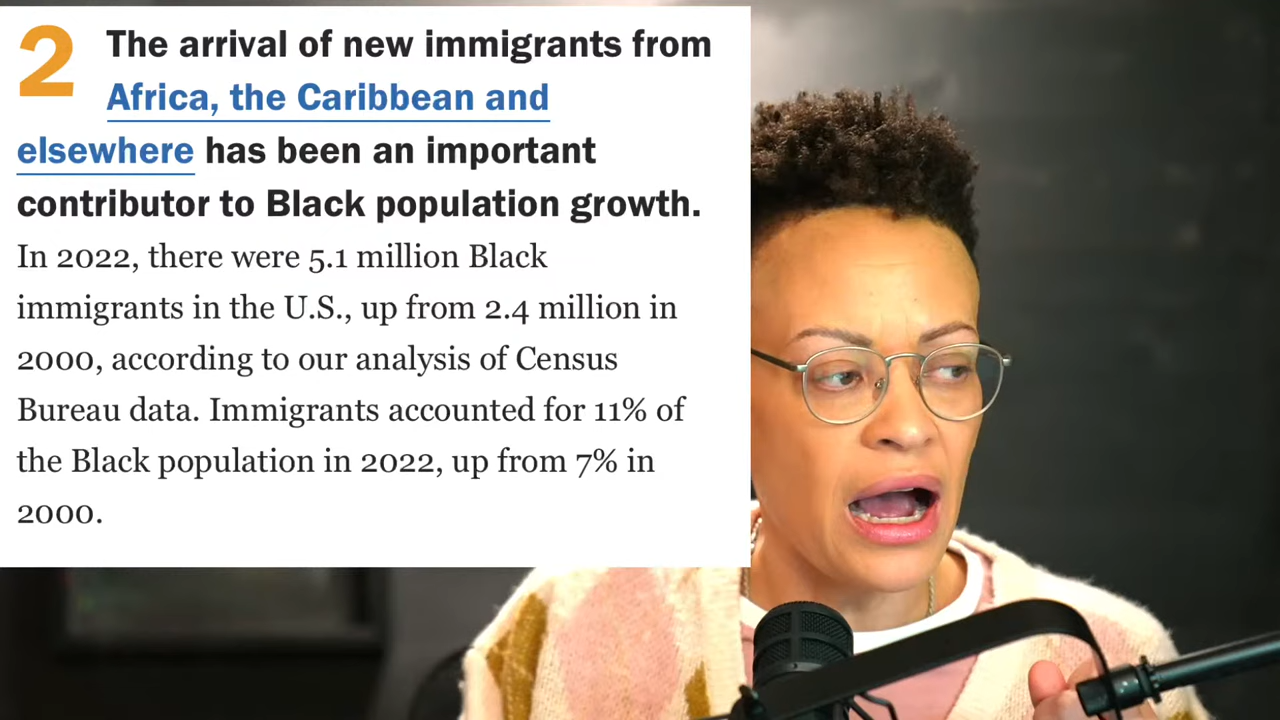 2 The arrival of new immigrants from
Africa, the Caribbean and
elsewhere has been an important
contributor to Black population growth.
In 2022, there were 5.1 million Black
immigrants in the U.S., up from 2.4 million in
2000, according to our analysis of Census
Bureau data. Immigrants accounted for 11% of
the Black population in 2022, up from 7% in
2000.